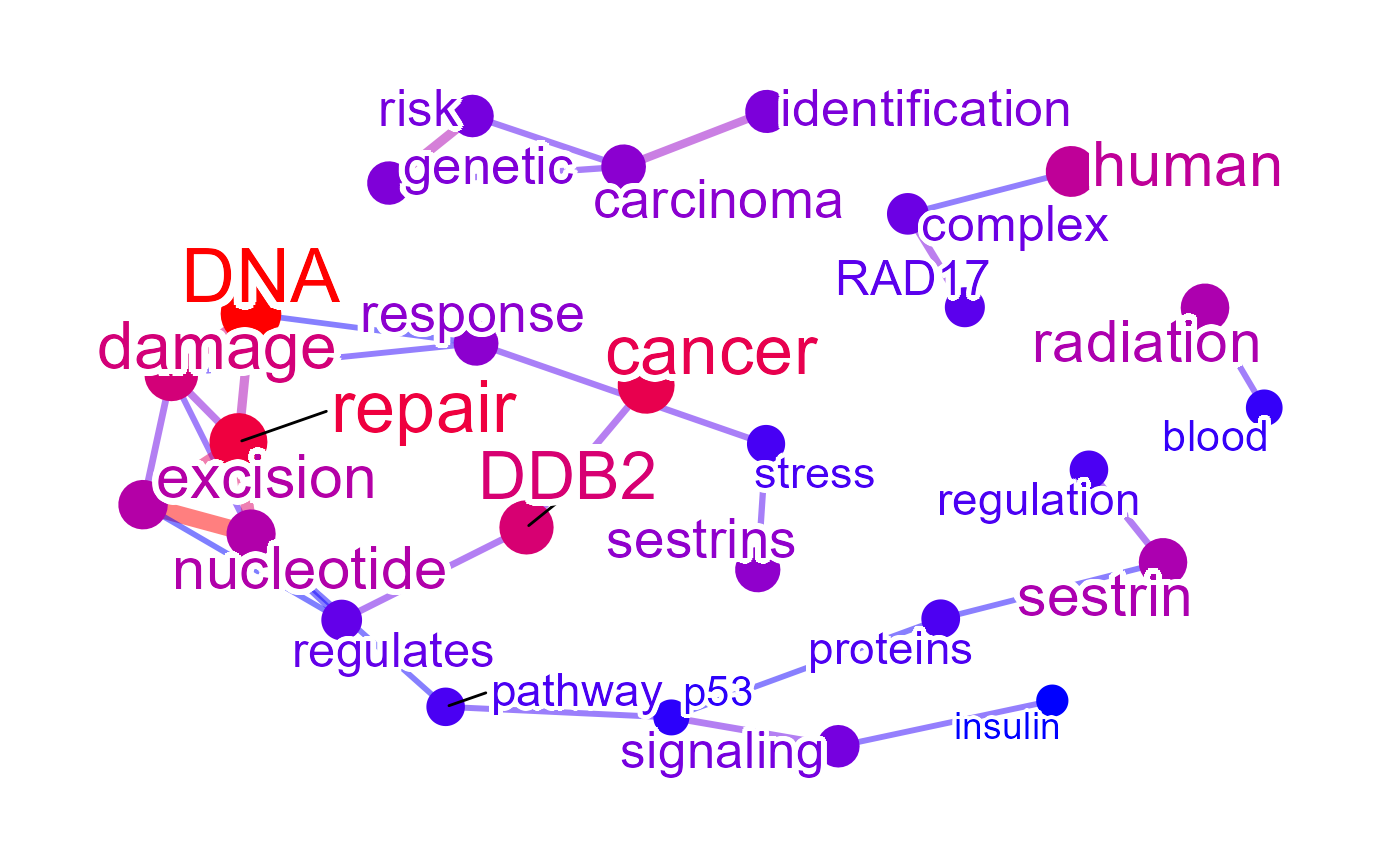 risk
identification
genetic
human
carcinoma
complex
DNA
RAD17
response
damage
radiation
cancer
repair
blood
excision
DDB2
stress
regulation
sestrins
nucleotide
sestrin
regulates
proteins
pathway
p53
insulin
signaling